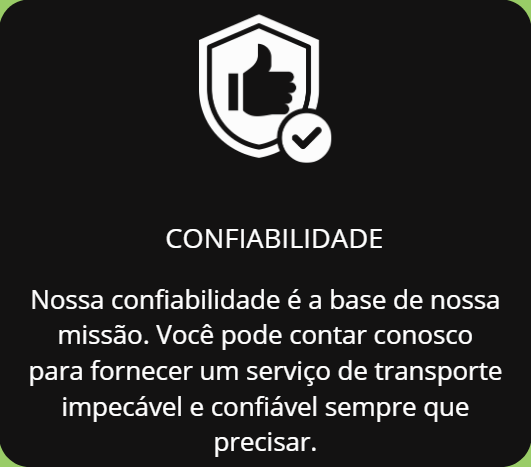 CONFIABILIDADE
Nossa confiabilidade é a base de nossa
missão. Você pode contar conosco
para fornecer um serviço de transporte
impecável e confiável sempre que
precisar.